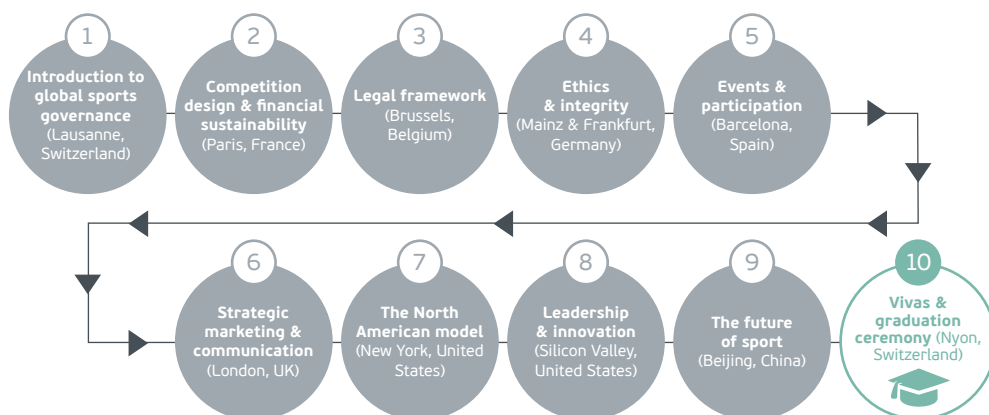 1
Introduction to
global sports
governance
(Lausanne,
Switzerland)
2
Competition
design & financial
sustainability
(Paris, France)
3
Legal framework
(Brussels,
Belgium)
4
Ethics
& integrity
(Mainz & Frankfurt,
Germany)
5
Events &
participation
(Barcelona,
Spain)
6
Strategic
marketing &
communication
(London, UK)
7
The North
American model
(New York, United
States)
8
Leadership
& innovation
(Silicon Valley,
United States)
9
The future
of sport
(Beijing, China)
10
Vivas &
graduation
ceremony (Nyon,
Switzerland)